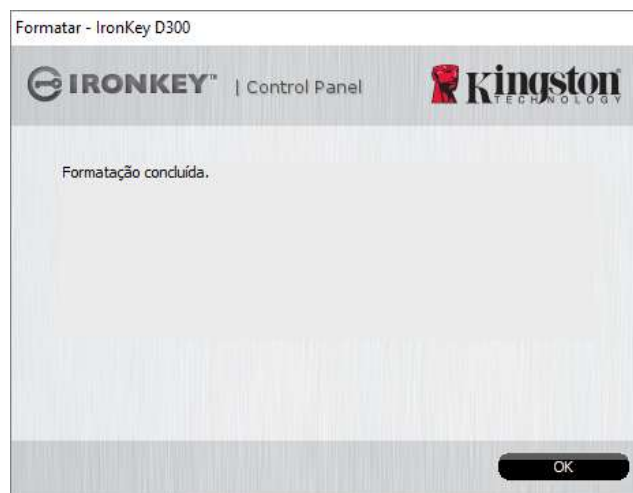 Formatar - IronKey D300
IRONKEY™ | Control Panel
Kingston
TECHNOLOGY
Formatação concluída.
OK